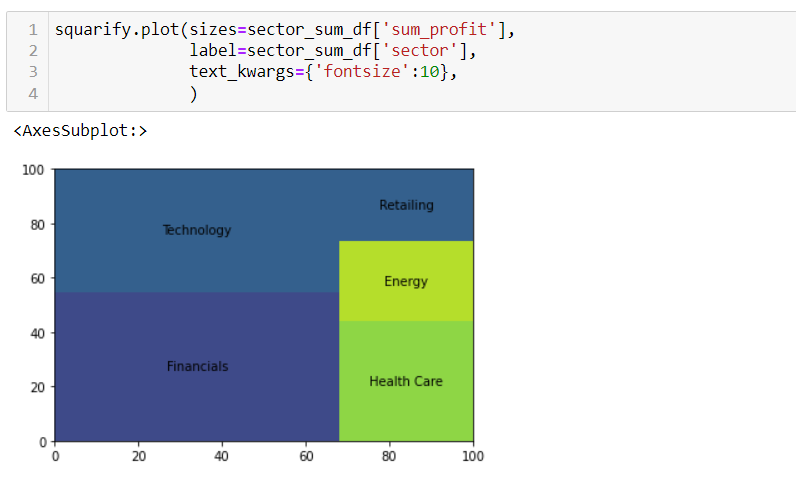 1 squarify.plot(sizes=sector_sum_df['sum_profit'],
2 label=sector_sum_df['sector'],
3 text_kwargs={'fontsize':10},
4 )
<AxesSubplot:>
100
80
60
40
20
0
Technology
Retailing
Energy
Financials
Health Care
0 20 40 60 80 100